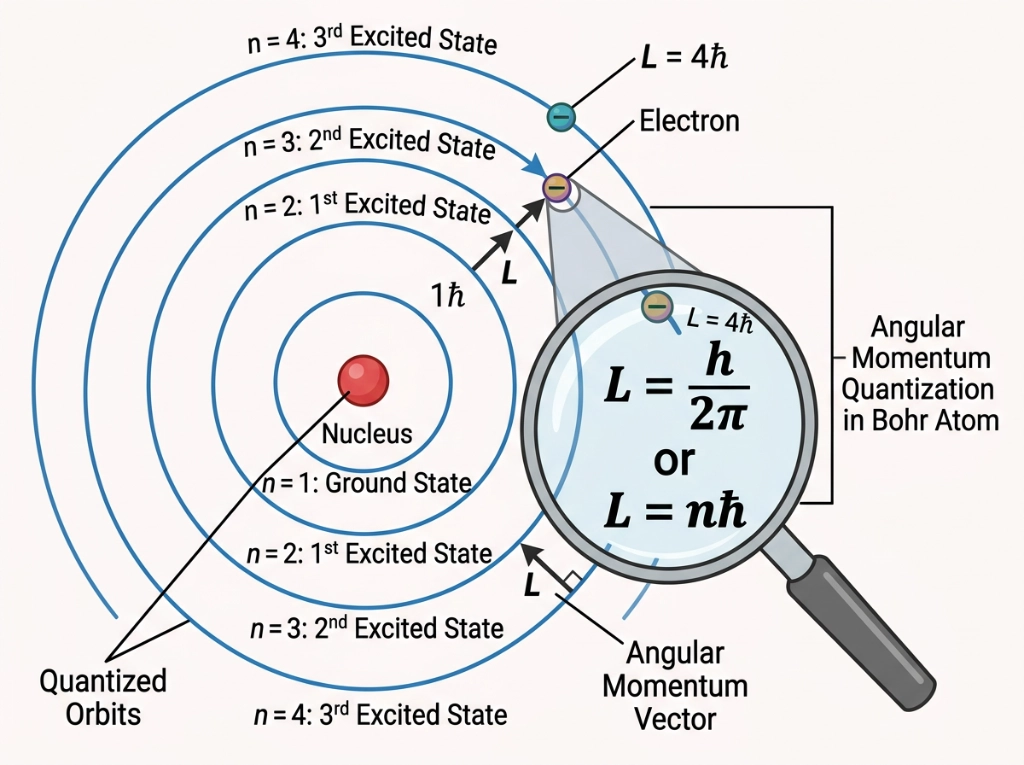 n = 4: 3rd Excited State
L = 4ħ
Electron
n = 3: 2nd Excited State
n = 2: 1st Excited State
L
1ħ
L = 4ħ
L = h/2π
or
L = nħ
Angular
Momentum
Quantization
in Bohr Atom
Nucleus
n = 1: Ground State
n = 2: 1st Excited State
L
n = 3: 2nd Excited State
Angular
Momentum
Vector
Quantized
Orbits
n = 4: 3rd Excited State